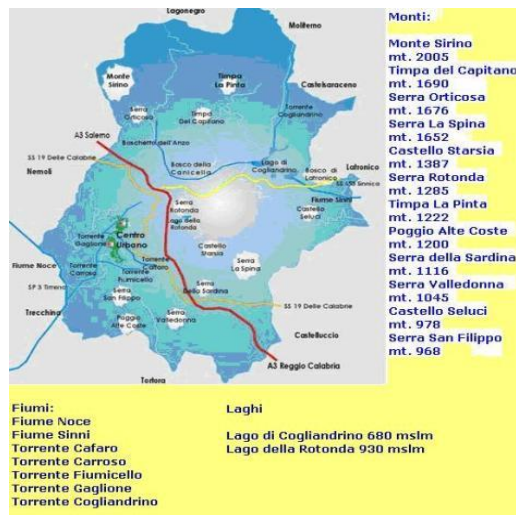 Lagonegro
Moliterno
Monte
Sirino
Timpa
La Pinta
Castelsaraceno
Serra
Orticoso
Timpa
Del Capitano
Torrente
Cogliandrino
A3 Salerno
Boschetto dell'Anzo
SS 19 Delle Calabrie
Bosco della
Canicella
Lago di
Cogliandrino
Bosco di
Latronico
Latronico
Nemoli
SS 653 Sinnica
Fiume Sinni
Serra
Rotonda
Lago della
Rotonda
Castello
Seluci
Centro
Urbano
Torrente
Gaglione
Castello
Starsia
Torrente
Cafaro
Serra
La Spina
Fiume Noce
Torrente
Carroso
Torrente
Fiumicello
Serra
Della Sardina
SP 3 Tirrena
Serra
San Filippo
SS 19 Delle Calabrie
Trecchina
Poggio
Alte Coste
Serra
Valledonna
Castelluccio
A3 Reggio Calabria
Tortora
Monti:
Monte Sirino
mt. 2005
Timpa del Capitano
mt. 1690
Serra Orticosa
mt. 1676
Serra La Spina
mt. 1652
Castello Starsia
mt. 1387
Serra Rotonda
mt. 1285
Timpa La Pinta
mt. 1222
Poggio Alte Coste
mt. 1200
Serra della Sardina
mt. 1116
Serra Valledonna
mt. 1045
Castello Seluci
mt. 978
Serra San Filippo
mt. 968
Fiumi:
Fiume Noce
Fiume Sinni
Torrente Cafaro
Torrente Carroso
Torrente Fiumicello
Torrente Gaglione
Torrente Cogliandrino
Laghi
Lago di Cogliandrino 680 mslm
Lago della Rotonda 930 mslm